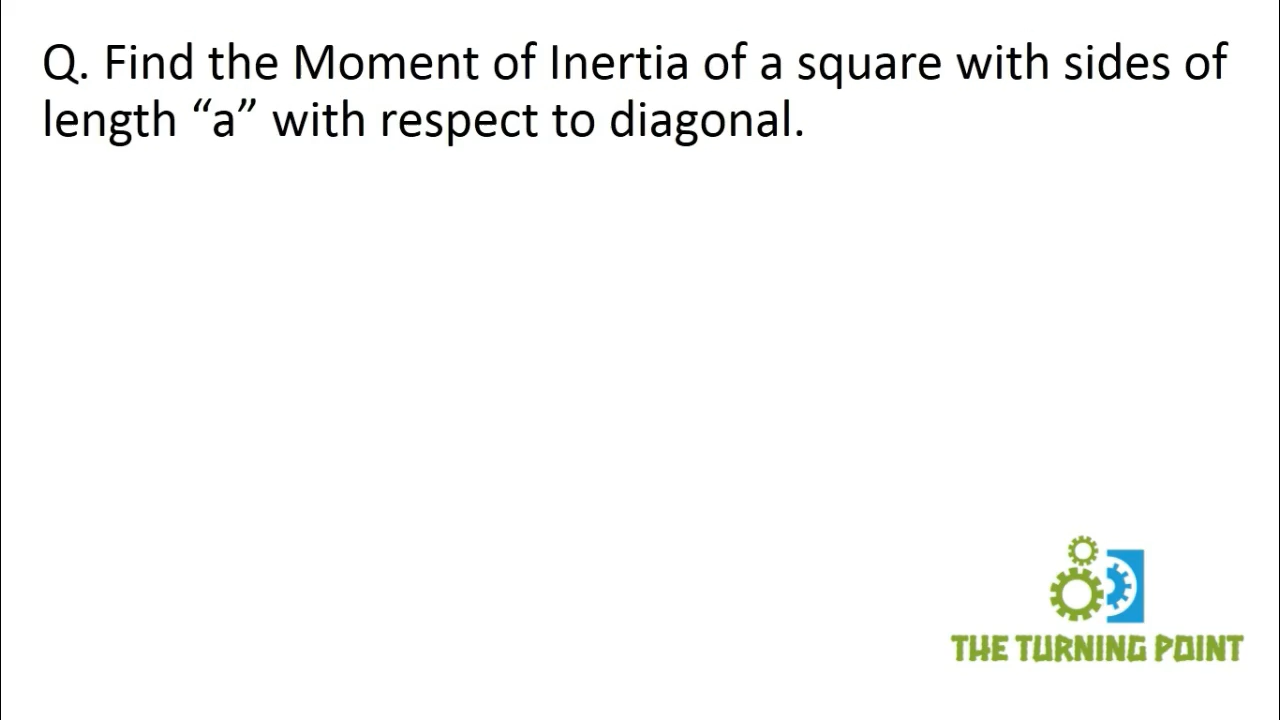 Q. Find the Moment of Inertia of a square with sides of
length “a” with respect to diagonal.
THE TURNING POINT